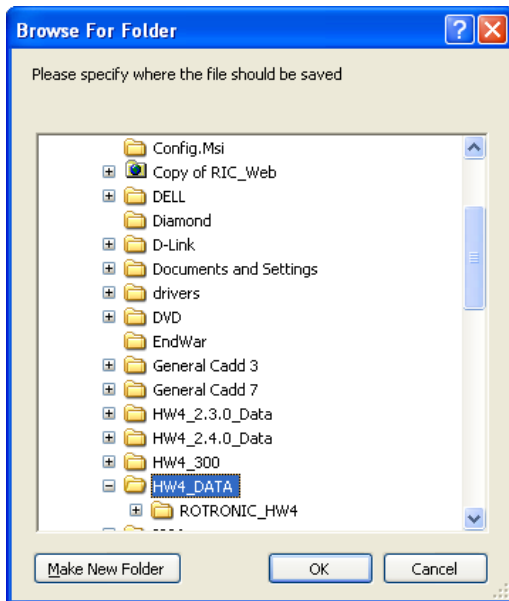 Browse For Folder
Please specify where the file should be saved
Config.Msi
Copy of RIC_Web
DELL
Diamond
D-Link
Documents and Settings
drivers
DVD
EndWar
General Cadd 3
General Cadd 7
HW4_2.3.0_Data
HW4_2.4.0_Data
HW4_300
HW4_DATA
ROTRONIC_HW4
Make New Folder OK Cancel